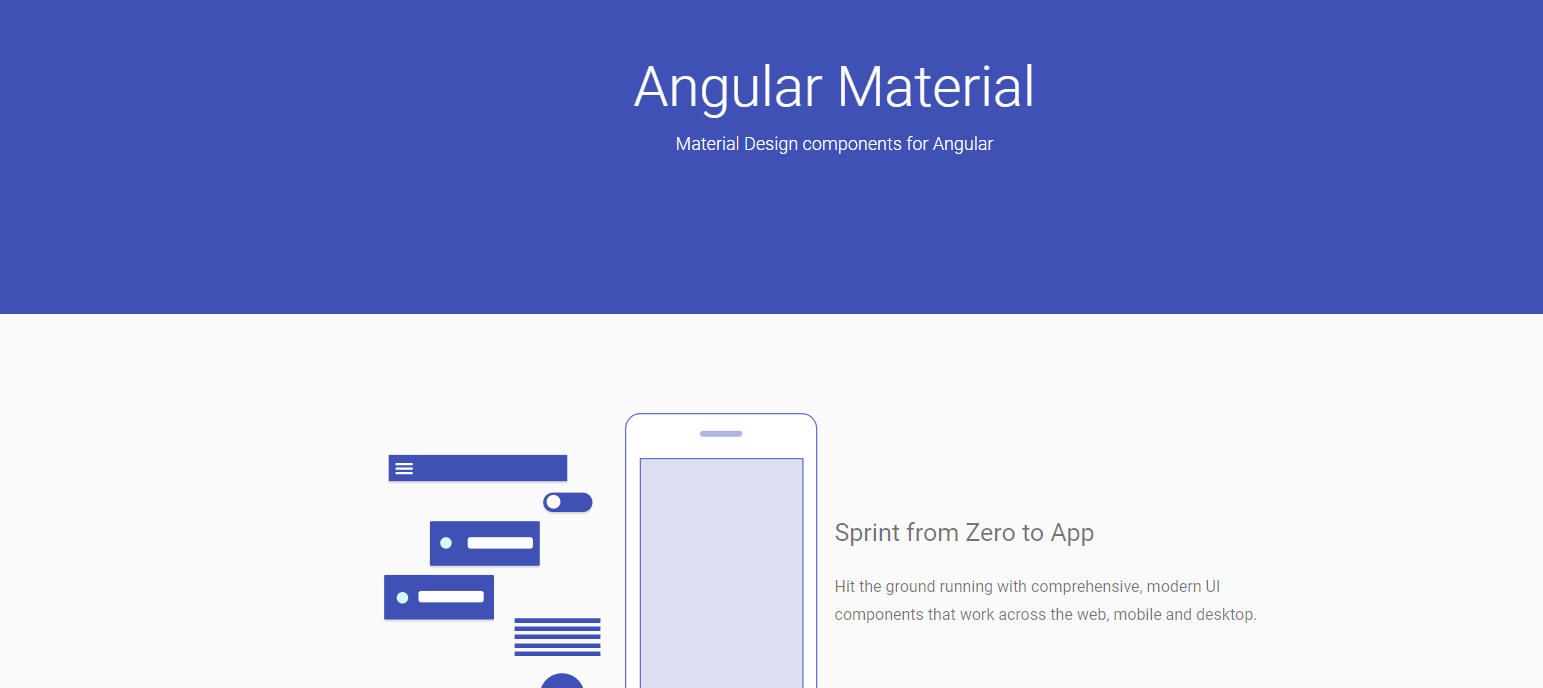 Angular Material
Material Design components for Angular
Sprint from Zero to App
Hit the ground running with comprehensive, modern UI
components that work across the web, mobile and desktop.